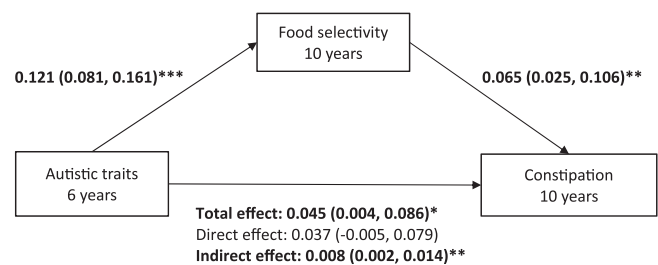 Food selectivity
10 years
0.121 (0.081, 0.161)***
0.065 (0.025, 0.106)**
Autistic traits
6 years
Constipation
10 years
Total effect: 0.045 (0.004, 0.086)*
Direct effect: 0.037 (-0.005, 0.079)
Indirect effect: 0.008 (0.002, 0.014)**